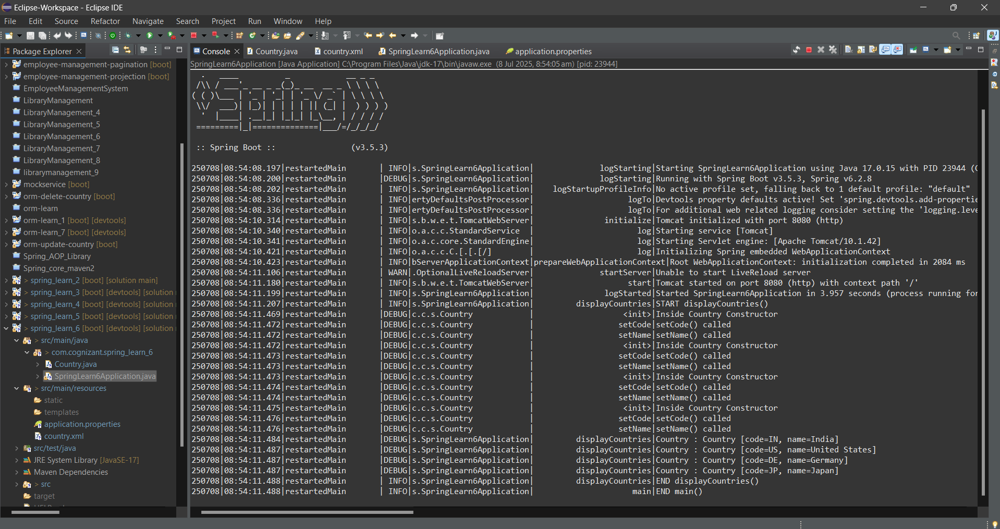 Eclipse-Workspace - Eclipse IDE
File Edit Source Refactor Navigate Search Project Run Window Help
Package Explorer
employee-management-pagination [boot]
employee-management-projection [boot]
EmployeeManagementSystem
LibraryManagement
LibraryManagement_4
LibraryManagement_5
LibraryManagement_6
LibraryManagement_7
LibraryManagement_8
librarymanagement_9
mockservice [boot]
orm-delete-country [boot]
orm-learn
orm-learn_1 [boot] [devtools]
orm-learn_7 [boot] [devtools]
orm-update-country [boot]
Spring_AOP_Library
Spring_core_maven2
> spring_learn_2 [boot] [solution main]
> spring_learn_3 [boot] [devtools] [solution
> spring_learn_4 [boot] [devtools] [solution
> spring_learn_5 [boot] [devtools] [solution
> spring_learn_6 [boot] [devtools] [solution
> src/main/java
> com.cognizant.spring_learn_6
Country.java
SpringLearn6Application.java
> src/main/resources
static
templates
application.properties
country.xml
src/test/java
JRE System Library [JavaSE-17]
Maven Dependencies
> src
target
Console Country.java country.xml SpringLearn6Application.java application.properties
SpringLearn6Application [Java Application] C:\Program Files\Java\jdk-17\bin\javaw.exe (8 Jul 2025, 8:54:05 am) [pid: 23944]
Spring
:: Spring Boot :: (v3.5.3)
250708|08:54:08.197|restartedMain | INFO|s.SpringLearn6Application| logStarting|Starting SpringLearn6Application using Java 17.0.15 with PID 23944 (C
250708|08:54:08.200|restartedMain |DEBUG|s.SpringLearn6Application| logStarting|Running with Spring Boot v3.5.3, Spring v6.2.8
250708|08:54:08.202|restartedMain | INFO|s.SpringLearn6Application| logStartupProfileInfo|No active profile set, falling back to 1 default profile: "default"
250708|08:54:08.336|restartedMain | INFO|ertyDefaultsPostProcessor| logTo|Devtools property defaults active! Set 'spring.devtools.add-propertie
250708|08:54:08.336|restartedMain | INFO|ertyDefaultsPostProcessor| logTo|For additional web related logging consider setting the 'logging.leve
250708|08:54:10.314|restartedMain | INFO|s.b.w.e.t.TomcatWebServer| initialize|Tomcat initialized with port 8080 (http)
250708|08:54:10.340|restartedMain | INFO|o.a.c.c.StandardService | log|Starting service [Tomcat]
250708|08:54:10.341|restartedMain | INFO|o.a.c.core.StandardEngine| log|Starting Servlet engine: [Apache Tomcat/10.1.42]
250708|08:54:10.421|restartedMain | INFO|o.a.c.c.C.[.[.[/] | log|Initializing Spring embedded WebApplicationContext
250708|08:54:10.423|restartedMain | INFO|bServerApplicationContext|prepareWebApplicationContext|Root WebApplicationContext: initialization completed in 2084 ms
250708|08:54:11.106|restartedMain | WARN|.OptionalLiveReloadServer| startServer|Unable to start LiveReload server
250708|08:54:11.180|restartedMain | INFO|s.b.w.e.t.TomcatWebServer| start|Tomcat started on port 8080 (http) with context path '/'
250708|08:54:11.199|restartedMain | INFO|s.SpringLearn6Application| logStarted|Started SpringLearn6Application in 3.957 seconds (process running for
250708|08:54:11.207|restartedMain | INFO|s.SpringLearn6Application| displayCountries|START displayCountries()
250708|08:54:11.469|restartedMain |DEBUG|c.c.s.Country | <init>|Inside Country Constructor
250708|08:54:11.472|restartedMain |DEBUG|c.c.s.Country | setCode|setCode() called
250708|08:54:11.472|restartedMain |DEBUG|c.c.s.Country | setName|setName() called
250708|08:54:11.472|restartedMain |DEBUG|c.c.s.Country | <init>|Inside Country Constructor
250708|08:54:11.473|restartedMain |DEBUG|c.c.s.Country | setCode|setCode() called
250708|08:54:11.473|restartedMain |DEBUG|c.c.s.Country | setName|setName() called
250708|08:54:11.473|restartedMain |DEBUG|c.c.s.Country | <init>|Inside Country Constructor
250708|08:54:11.474|restartedMain |DEBUG|c.c.s.Country | setCode|setCode() called
250708|08:54:11.474|restartedMain |DEBUG|c.c.s.Country | setName|setName() called
250708|08:54:11.475|restartedMain |DEBUG|c.c.s.Country | <init>|Inside Country Constructor
250708|08:54:11.476|restartedMain |DEBUG|c.c.s.Country | setCode|setCode() called
250708|08:54:11.476|restartedMain |DEBUG|c.c.s.Country | setName|setName() called
250708|08:54:11.484|restartedMain |DEBUG|s.SpringLearn6Application| displayCountries|Country : Country [code=IN, name=India]
250708|08:54:11.487|restartedMain |DEBUG|s.SpringLearn6Application| displayCountries|Country : Country [code=US, name=United States]
250708|08:54:11.487|restartedMain |DEBUG|s.SpringLearn6Application| displayCountries|Country : Country [code=DE, name=Germany]
250708|08:54:11.487|restartedMain |DEBUG|s.SpringLearn6Application| displayCountries|Country : Country [code=JP, name=Japan]
250708|08:54:11.488|restartedMain | INFO|s.SpringLearn6Application| displayCountries|END displayCountries()
250708|08:54:11.488|restartedMain | INFO|s.SpringLearn6Application| main|END main()